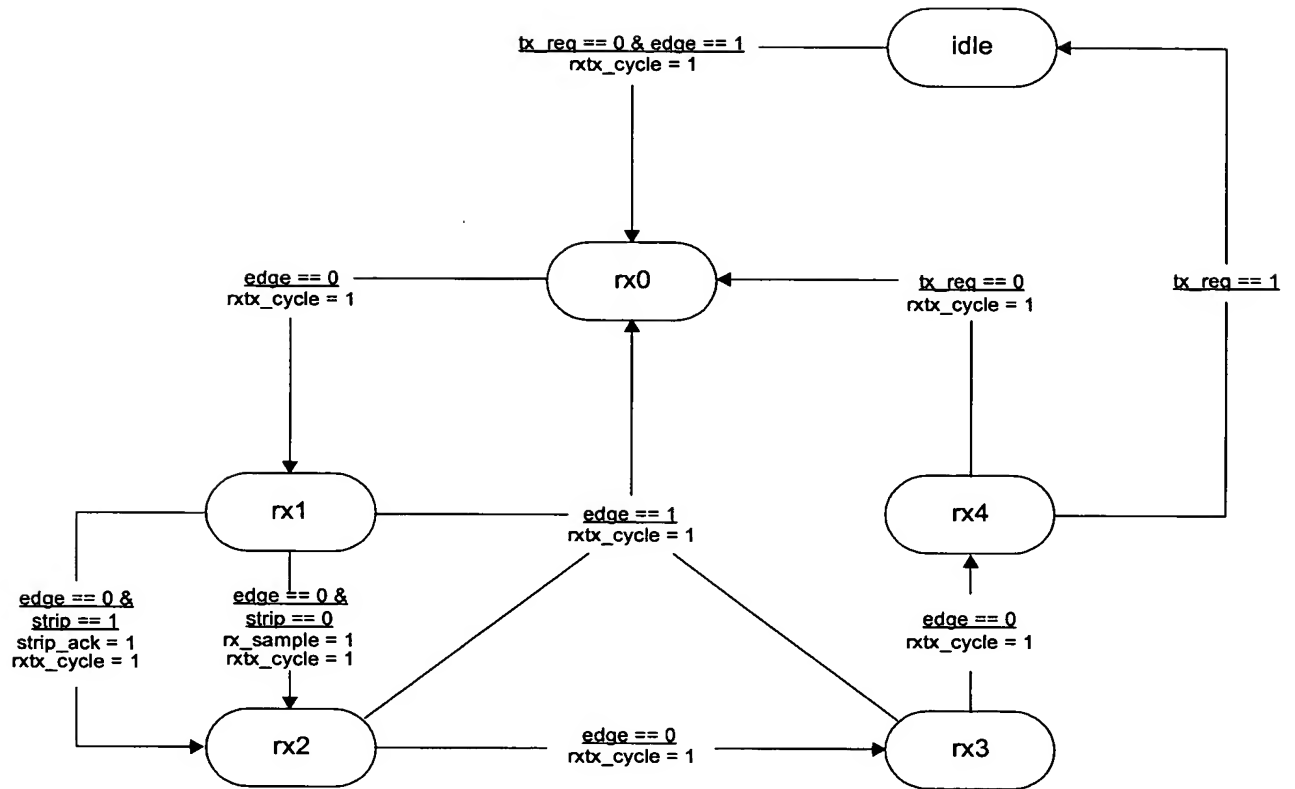 tx_req == 0 & edge == 1
rxtx_cycle = 1
idle
rx0
edge == 0
rxtx_cycle = 1
tx_req == 0
rxtx_cycle = 1
tx_req == 1
rx1
edge == 1
rxtx_cycle = 1
rx4
edge == 0 &
strip == 1
strip_ack = 1
rxtx_cycle = 1
edge == 0 &
strip == 0
rx_sample = 1
rxtx_cycle = 1
edge == 0
rxtx_cycle = 1
rx2
edge == 0
rxtx_cycle = 1
rx3